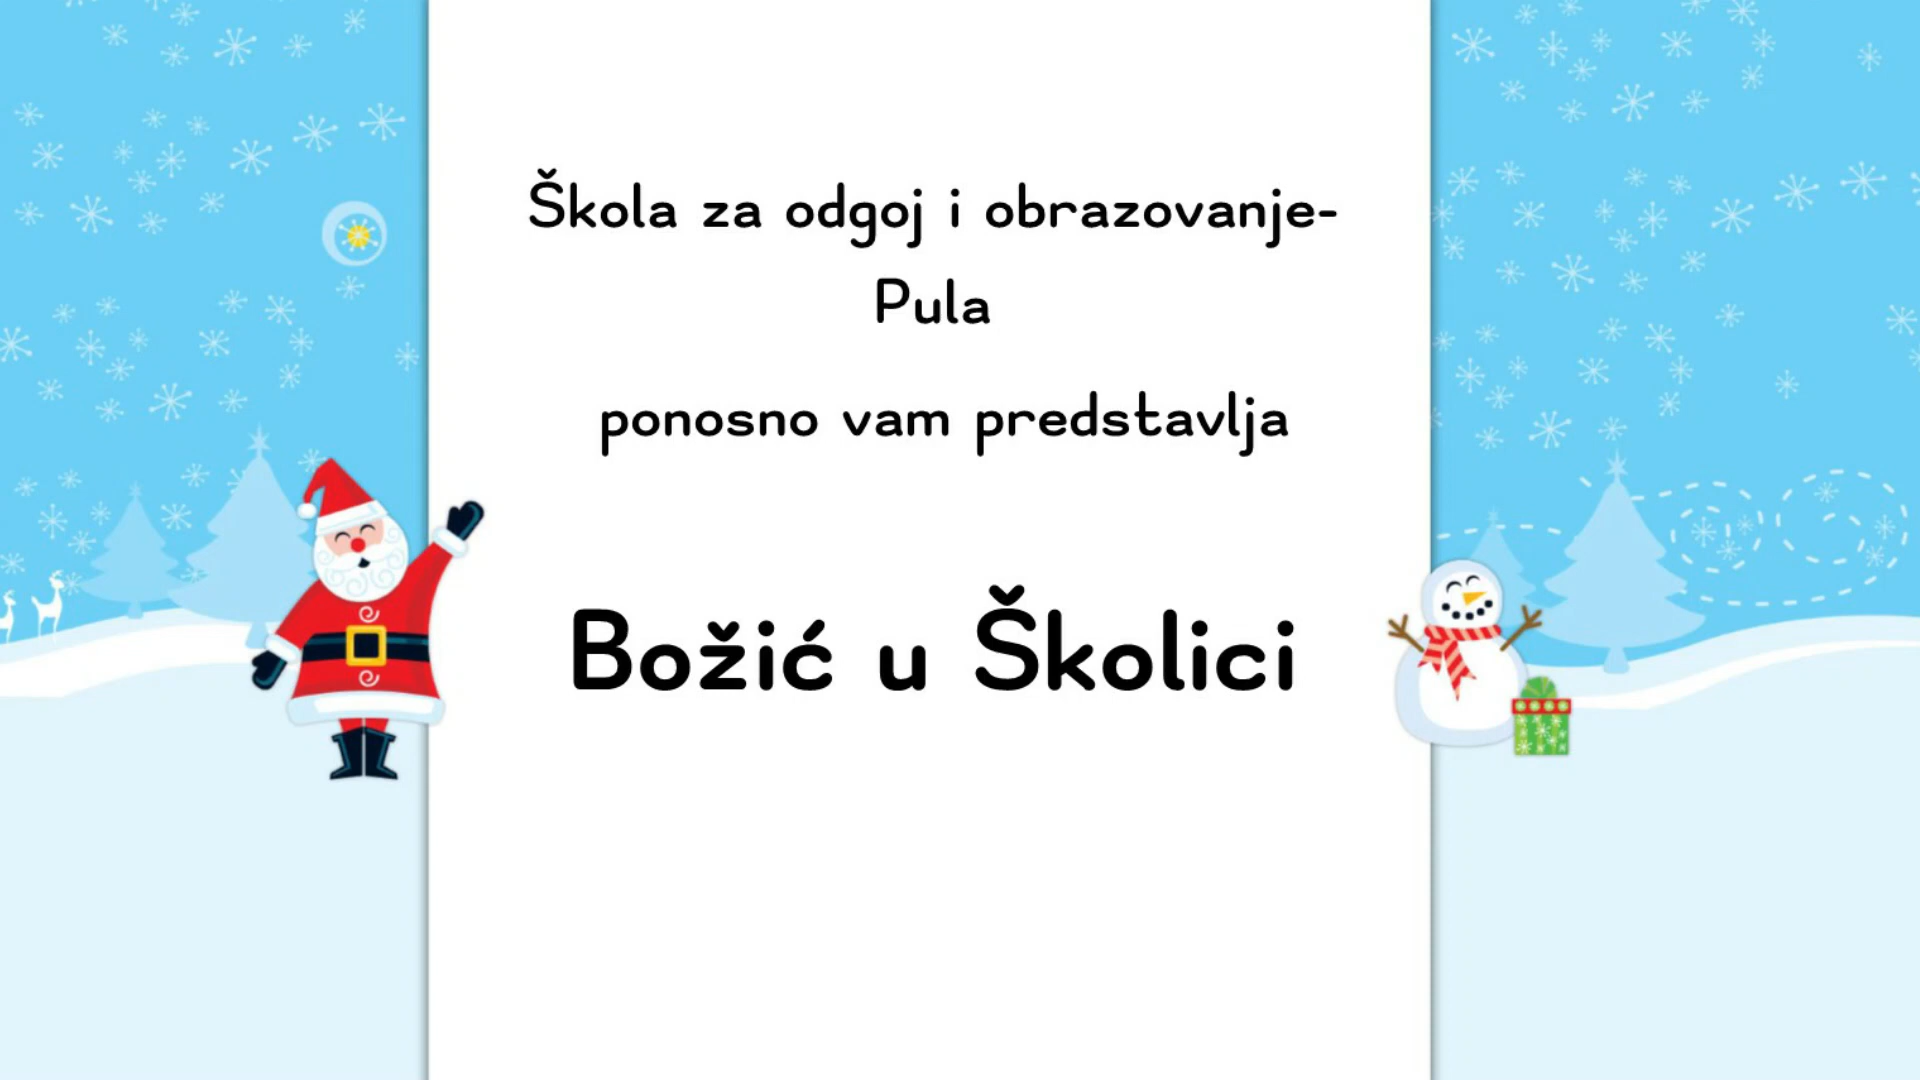 Škola za odgoj i obrazovanje-
Pula
ponosno vam predstavlja
Božić u Školici